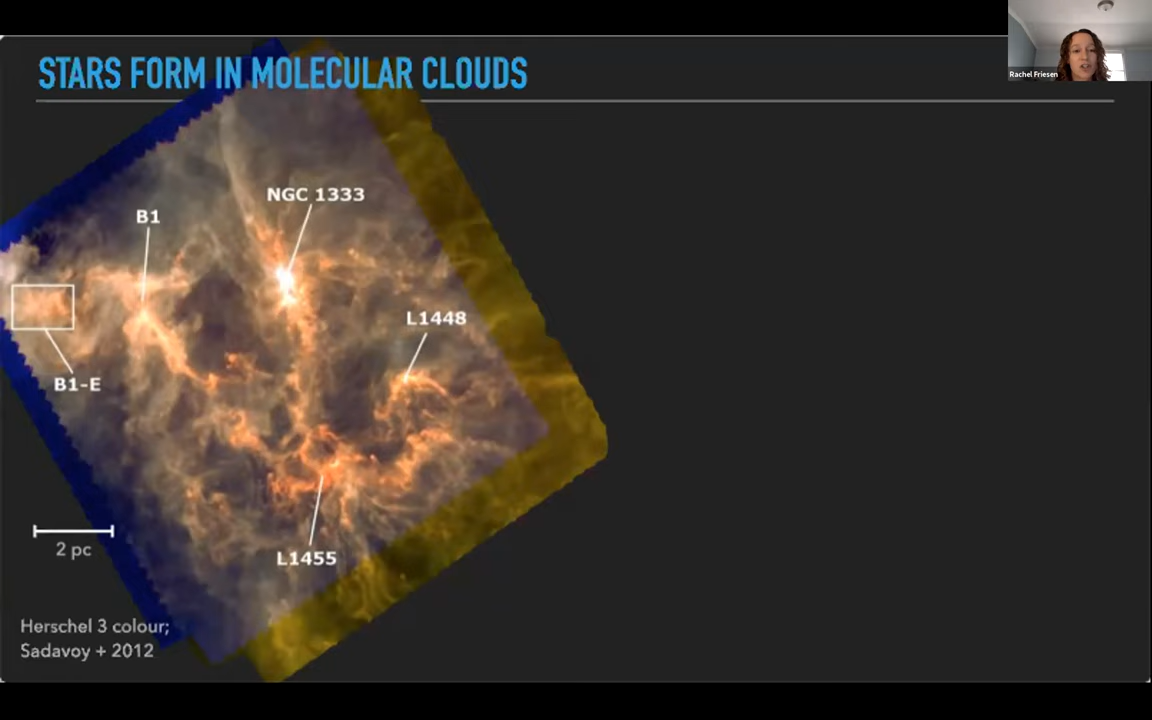 STARS FORM IN MOLECULAR CLOUDS
Rachel Friesen
NGC 1333
B1
L1448
B1-E
L1455
2 pc
Herschel 3 colour;
Sadavoy + 2012